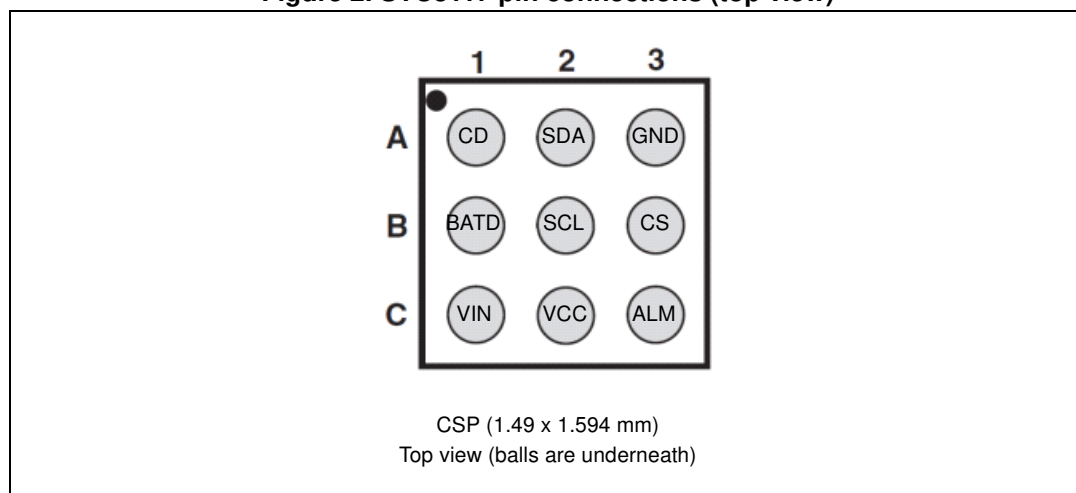 1 2 3
A CD SDA GND
B BATD SCL CS
C VIN VCC ALM
CSP (1.49 x 1.594 mm)
Top view (balls are underneath)